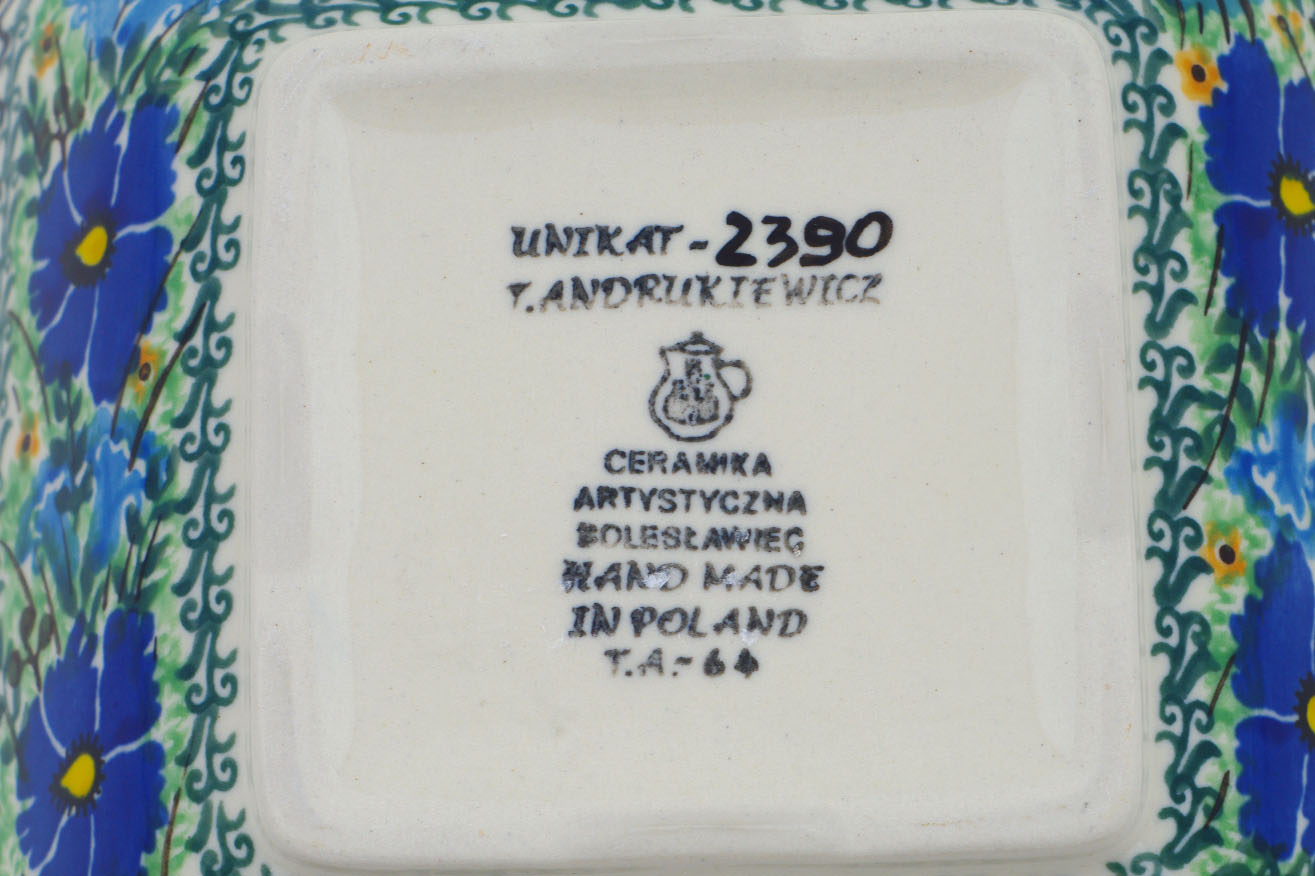 UNIKAT-2390
T.ANDRUKIEWICZ
CERAMIKA
ARTYSTYCZNA
BOLESŁAWIEC
HAND MADE
IN POLAND
T.A.-64